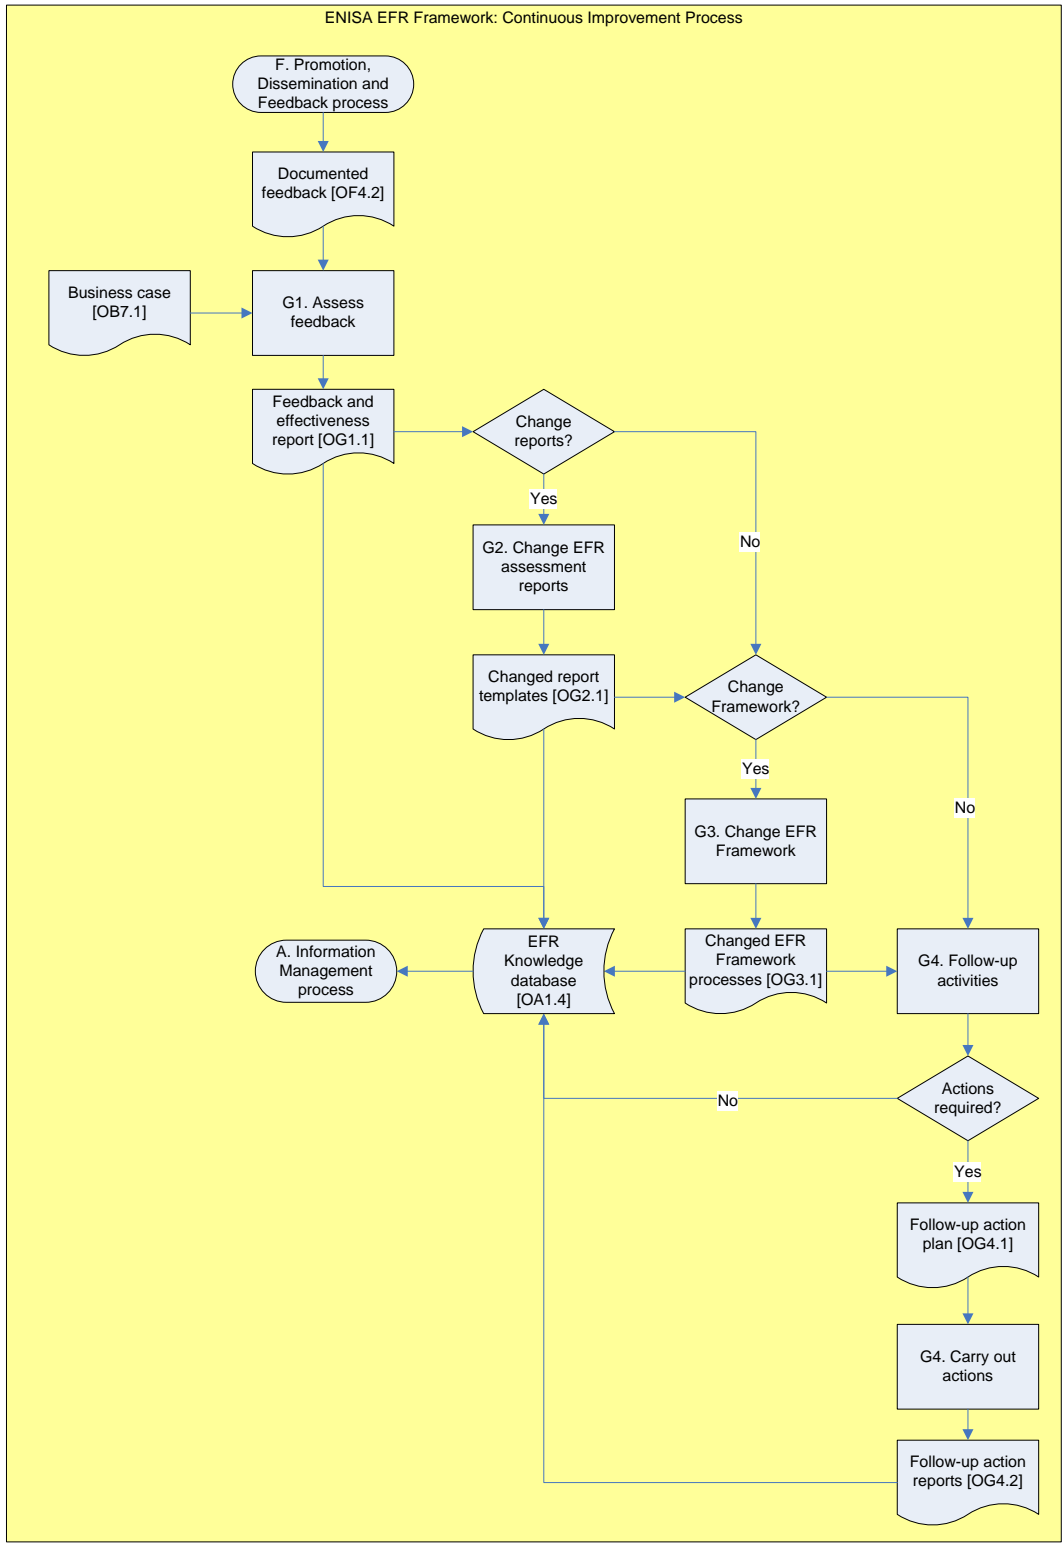 ENISA EFR Framework: Continuous Improvement Process
F. Promotion,
Dissemination and
Feedback process
Documented
feedback [OF4.2]
Business case
[OB7.1]
G1. Assess
feedback
Feedback and
effectiveness
report [OG1.1]
Change
reports?
Yes
No
G2. Change EFR
assessment
reports
Changed report
templates [OG2.1]
Change
Framework?
Yes
No
G3. Change EFR
Framework
A. Information
Management
process
EFR
Knowledge
database
[OA1.4]
Changed EFR
Framework
processes [OG3.1]
G4. Follow-up
activities
Actions
required?
No
Yes
Follow-up action
plan [OG4.1]
G4. Carry out
actions
Follow-up action
reports [OG4.2]